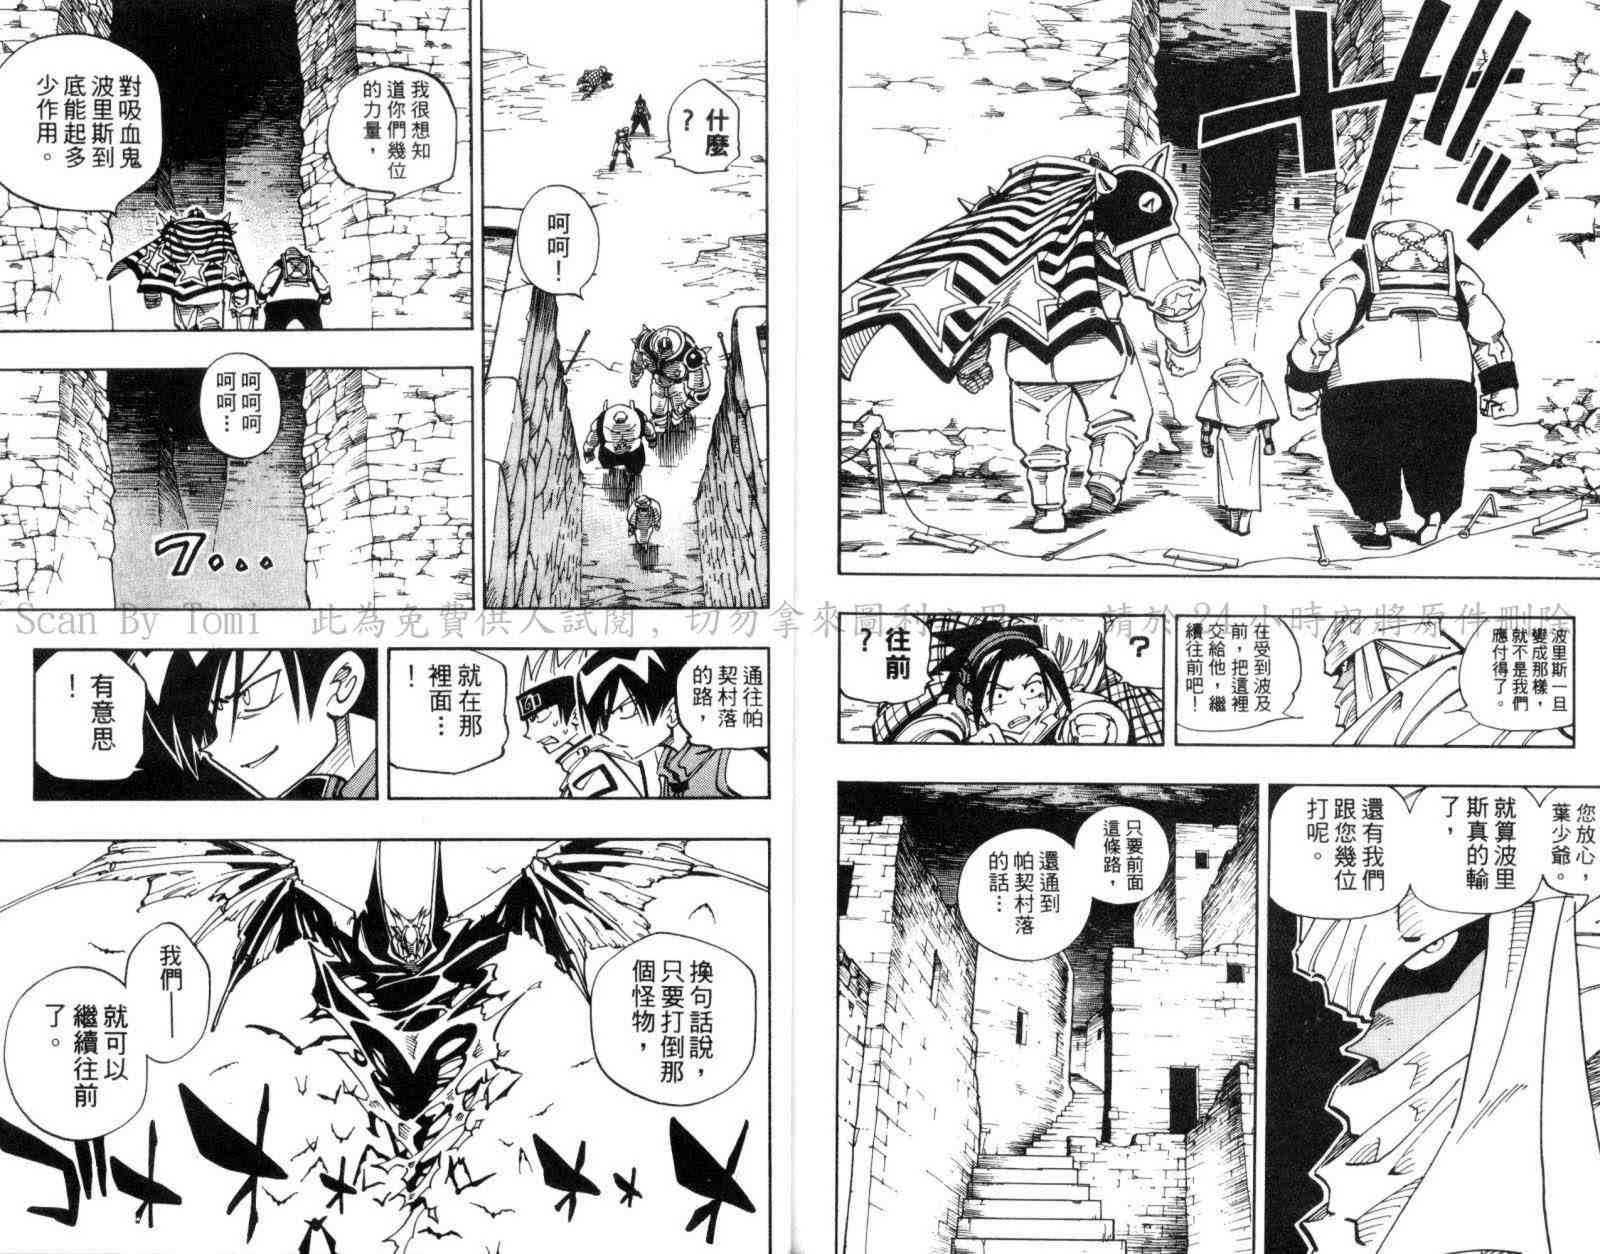 ザッ
波里斯一旦
變成那樣，
就不是我們
應付得了。
在受到波及
前，把這裡
交給他，繼
續往前吧！
？
往前
？
您放心，
葉少爺。
就算波里
斯真的輸
了，
還有我們
跟您幾位
打呢。
只要前面
這條路，
還通到
帕契村落
的話…
什麼
？
呵呵！
我很想知
道你們幾位
的力量，
對吸血鬼
波里斯到
底能起多
少作用。
呵呵呵
呵呵…
フ…
通往帕
契村落
的路，
就在那
裡面…
有意思
！
換句話說，
只要打倒那
個怪物，
我們——
就可以
繼續往前
了。
Scan By Tomi 此為免費供人試閱，切勿拿來圖利之用~~請於24小時內將原件刪除